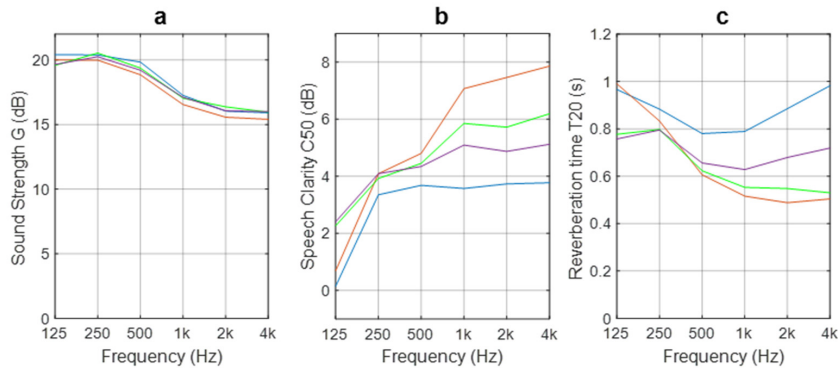 a
Sound Strength G (dB)
20
15
10
5
0
125 250 500 1k 2k 4k
Frequency (Hz)
b
Speech Clarity C50 (dB)
8
6
4
2
0
125 250 500 1k 2k 4k
Frequency (Hz)
c
Reverberation time T20 (s)
1.2
1
0.8
0.6
0.4
0.2
0
125 250 500 1k 2k 4k
Frequency (Hz)